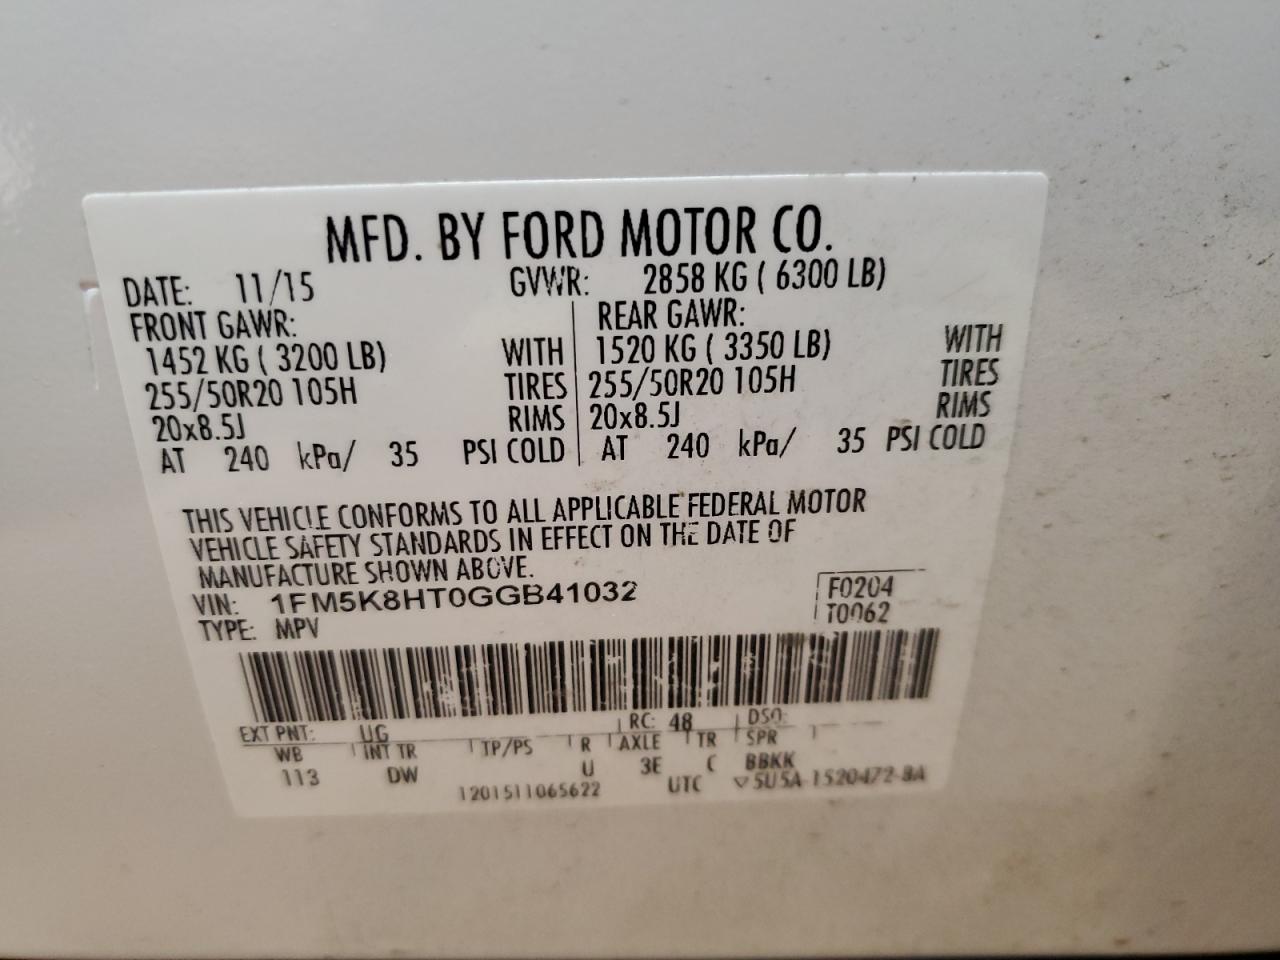 MFD. BY FORD MOTOR CO.
DATE: 11/15 GVWR: 2858 KG ( 6300 LB)
FRONT GAWR: REAR GAWR:
1452 KG ( 3200 LB) WITH 1520 KG ( 3350 LB) WITH
255/50R20 105H TIRES 255/50R20 105H TIRES
20x8.5J RIMS 20x8.5J RIMS
AT 240 kPa/ 35 PSI COLD AT 240 kPa/ 35 PSI COLD
THIS VEHICLE CONFORMS TO ALL APPLICABLE FEDERAL MOTOR
VEHICLE SAFETY STANDARDS IN EFFECT ON THE DATE OF
MANUFACTURE SHOWN ABOVE.
VIN: 1FM5K8HT0GGB41032 F0204
TYPE: MPV T0062
EXT PNT: UG RC: 48 DSO:
WB INT TR TP/PS R AXLE TR SPR
113 DW U 3E C BBKK
1201511065622 UTC ▽5U5A-1520472-BA